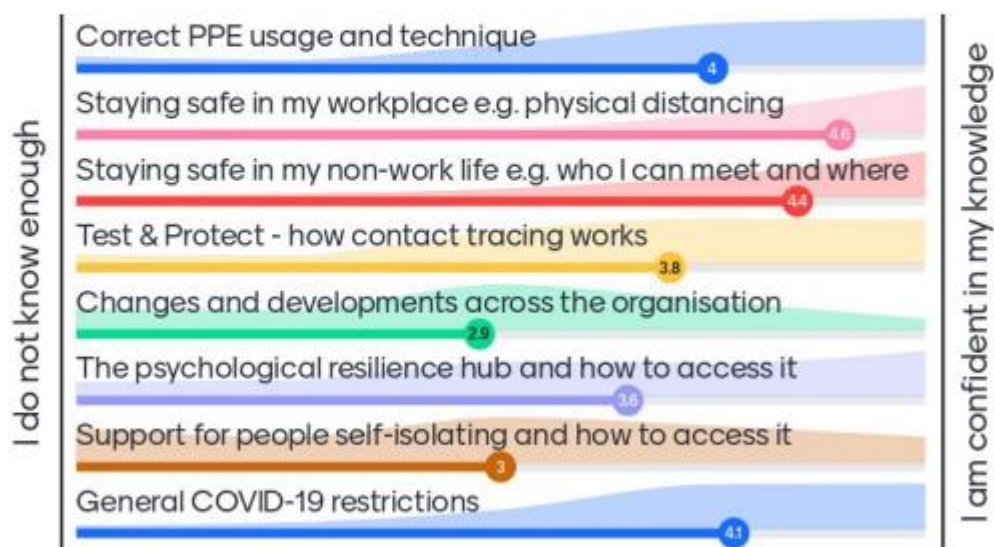 I do not know enough
Correct PPE usage and technique
4
Staying safe in my workplace e.g. physical distancing
4.6
Staying safe in my non-work life e.g. who I can meet and where
4.4
Test & Protect - how contact tracing works
3.8
Changes and developments across the organisation
2.9
The psychological resilience hub and how to access it
3.6
Support for people self-isolating and how to access it
3
General COVID-19 restrictions
4.1
I am confident in my knowledge